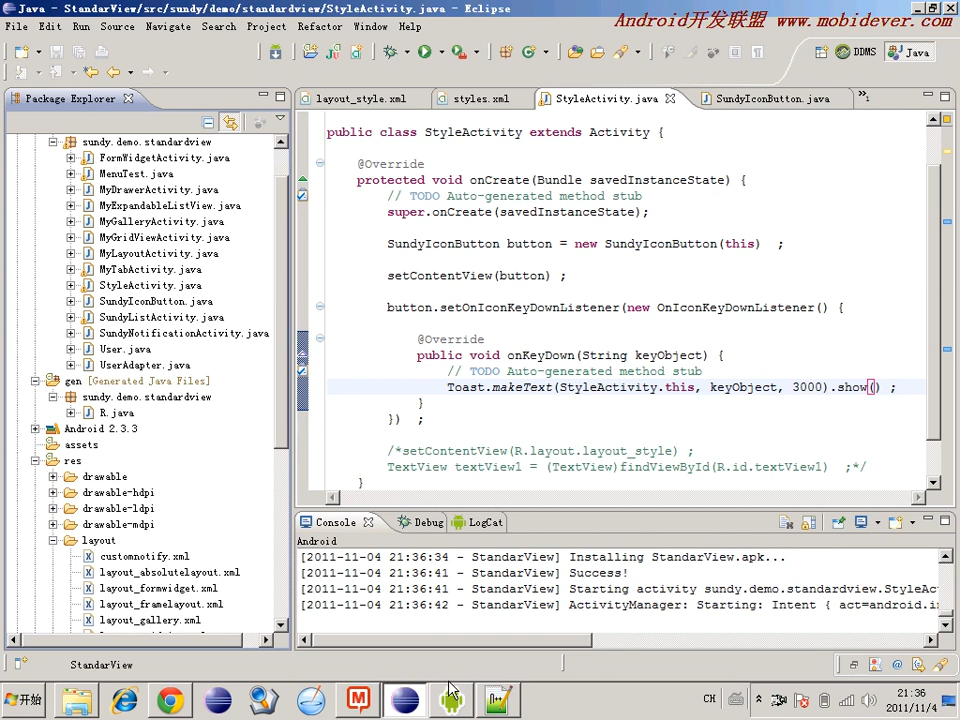 Java - StandarView/src/sundy/demo/standardview/StyleActivity.java - Eclipse
File Edit Run Source Navigate Search Project Refactor Window Help
Android开发联盟 www.mobidever.com
DDMS Java
Package Explorer
layout_style.xml styles.xml StyleActivity.java SundyIconButton.java »1
sundy.demo.standardview
FormWidgetActivity.java
MenuTest.java
MyDrawerActivity.java
MyExpandableListView.java
MyGalleryActivity.java
MyGridViewActivity.java
MyLayoutActivity.java
MyTabActivity.java
StyleActivity.java
SundyIconButton.java
SundyListActivity.java
SundyNotificationActivity.java
User.java
UserAdapter.java
gen [Generated Java Files]
sundy.demo.standardview
R.java
Android 2.3.3
assets
res
drawable
drawable-hdpi
drawable-ldpi
drawable-mdpi
layout
customnotify.xml
layout_absolutelayout.xml
layout_formwidget.xml
layout_framelayout.xml
layout_gallery.xml
public class StyleActivity extends Activity {
@Override
protected void onCreate(Bundle savedInstanceState) {
// TODO Auto-generated method stub
super.onCreate(savedInstanceState);
SundyIconButton button = new SundyIconButton(this) ;
setContentView(button) ;
button.setOnIconKeyDownListener(new OnIconKeyDownListener() {
@Override
public void onKeyDown(String keyObject) {
// TODO Auto-generated method stub
Toast.makeText(StyleActivity.this, keyObject, 3000).show() ;
}
}) ;
/*setContentView(R.layout.layout_style) ;
TextView textView1 = (TextView)findViewById(R.id.textView1) ;*/
}
Console Debug LogCat
Android
[2011-11-04 21:36:34 - StandarView] Installing StandarView.apk...
[2011-11-04 21:36:41 - StandarView] Success!
[2011-11-04 21:36:41 - StandarView] Starting activity sundy.demo.standardview.StyleAc
[2011-11-04 21:36:42 - StandarView] ActivityManager: Starting: Intent { act=android.i
StandarView
开始
CH
21:36
2011/11/4